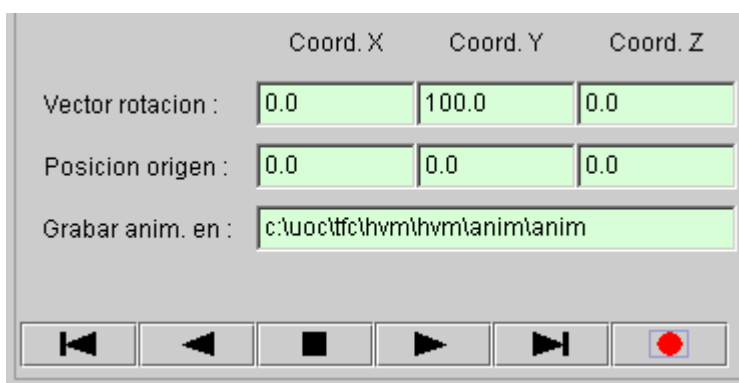 Coord. X Coord. Y Coord. Z
Vector rotacion : 0.0 100.0 0.0
Posicion origen : 0.0 0.0 0.0
Grabar anim. en : c:\uoc\tfc\hvm\hvm\anim\anim